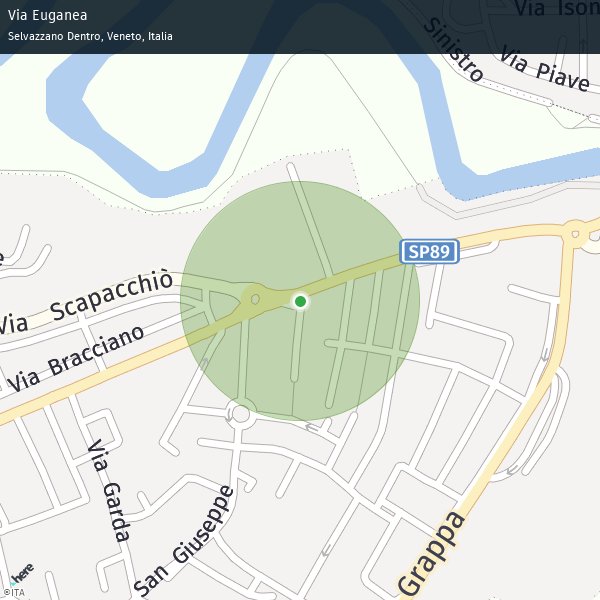 Via Euganea
Selvazzano Dentro, Veneto, Italia
Via Ison
Sinistro
Via Piave
SP89
e
Via Scapacchiò
Via Bracciano
Via Garda
San Giuseppe
Grappa
here
©ITA